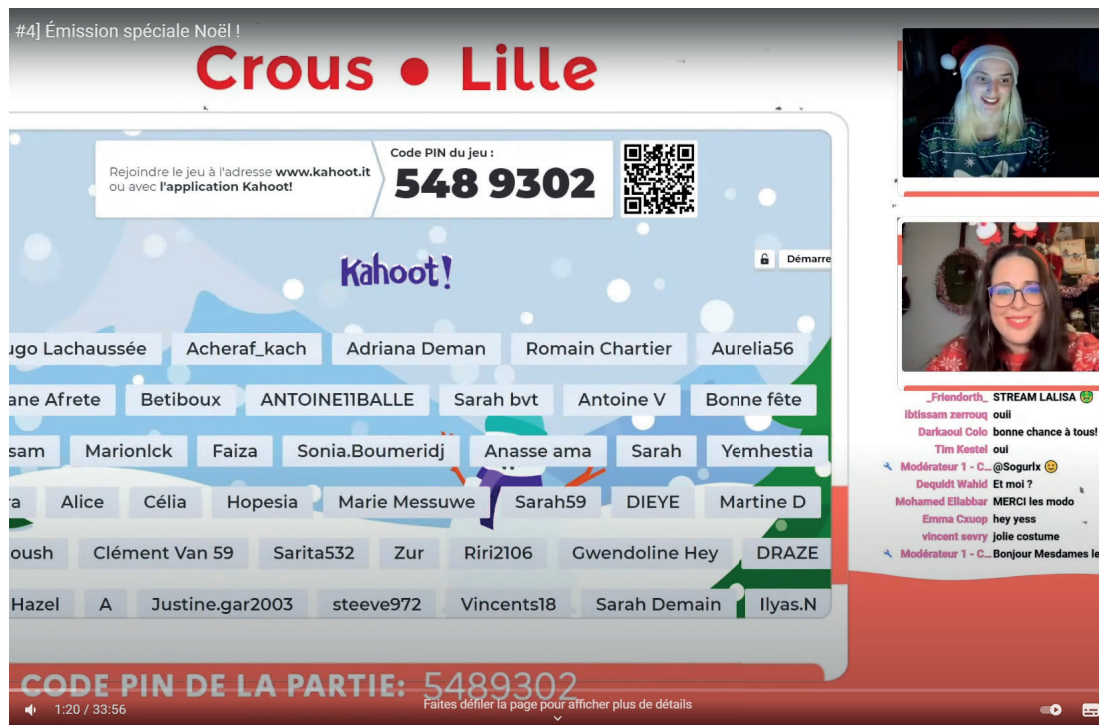 #4] Émission spéciale Noël !
Crous • Lille
Rejoindre le jeu à l'adresse www.kahoot.it
ou avec l'application Kahoot!
Code PIN du jeu :
548 9302
Kahoot!
Démarre
ugo Lachaussée Acheraf_kach Adriana Deman Romain Chartier Aurelia56
ane Afrete Betiboux ANTOINE11BALLE Sarah bvt Antoine V Bonne fête
sam Marionlck Faiza Sonia.Boumeridj Anasse ama Sarah Yemhestia
a Alice Célia Hopesia Marie Messuwe Sarah59 DIEYE Martine D
oush Clément Van 59 Sarita532 Zur Riri2106 Gwendoline Hey DRAZE
Hazel A Justine.gar2003 steeve972 Vincents18 Sarah Demain Ilyas.N
_Friendorth_ STREAM LALISA
Ibtissam zerrouq ouii
Darkaoui Colo bonne chance à tous!
Tim Kestel oui
Modérateur 1 - C... @Sogurlx
Dequidt Wahid Et moi ?
Mohamed Ellabbar MERCI les modo
Emma Cxuop hey yess
vincent sevry jolie costume
Modérateur 1 - C... Bonjour Mesdames le
CODE PIN DE LA PARTIE: 5489302
Faites défiler la page pour afficher plus de détails
1:20 / 33:56